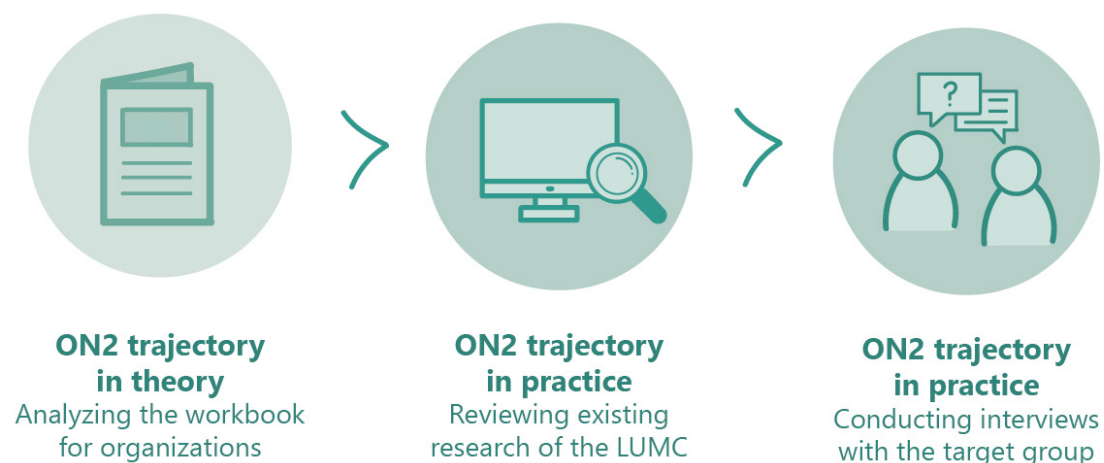 ?
ON2 trajectory
in theory
Analyzing the workbook
for organizations
ON2 trajectory
in practice
Reviewing existing
research of the LUMC
ON2 trajectory
in practice
Conducting interviews
with the target group